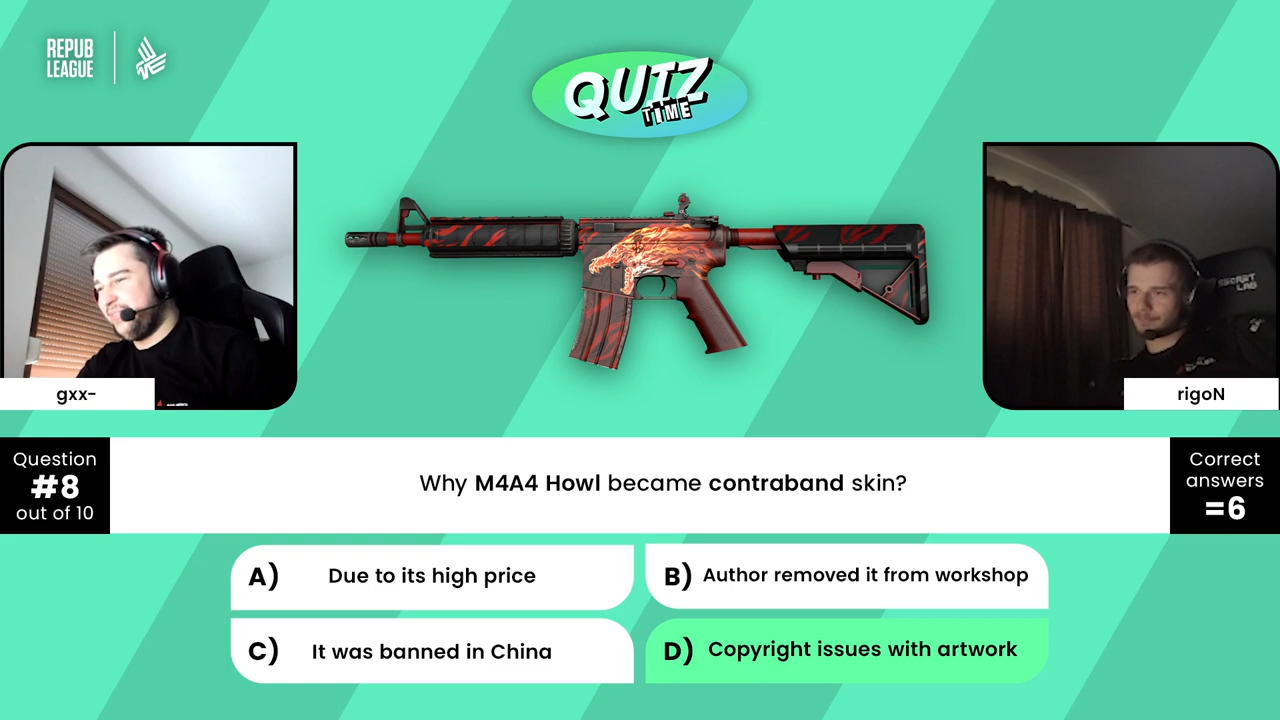 REPUB
LEAGUE
QUIZ
TIME
SECRET
LAB
gxx-
rigoN
Question
#8
out of 10
Why M4A4 Howl became contraband skin?
Correct
answers
=6
A) Due to its high price
B) Author removed it from workshop
C) It was banned in China
D) Copyright issues with artwork